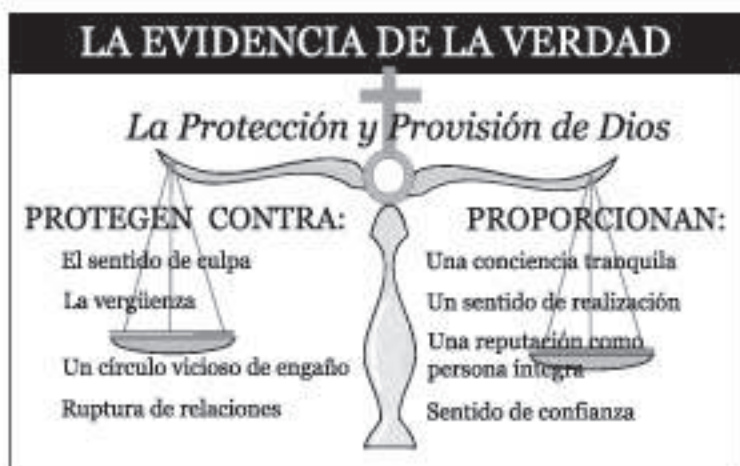 LA EVIDENCIA DE LA VERDAD
La Protección y Provisión de Dios
PROTEGEN CONTRA:
El sentido de culpa
La vergüenza
Un círculo vicioso de engaño
Ruptura de relaciones
PROPORCIONAN:
Una conciencia tranquila
Un sentido de realización
Una reputación como
persona íntegra
Sentido de confianza